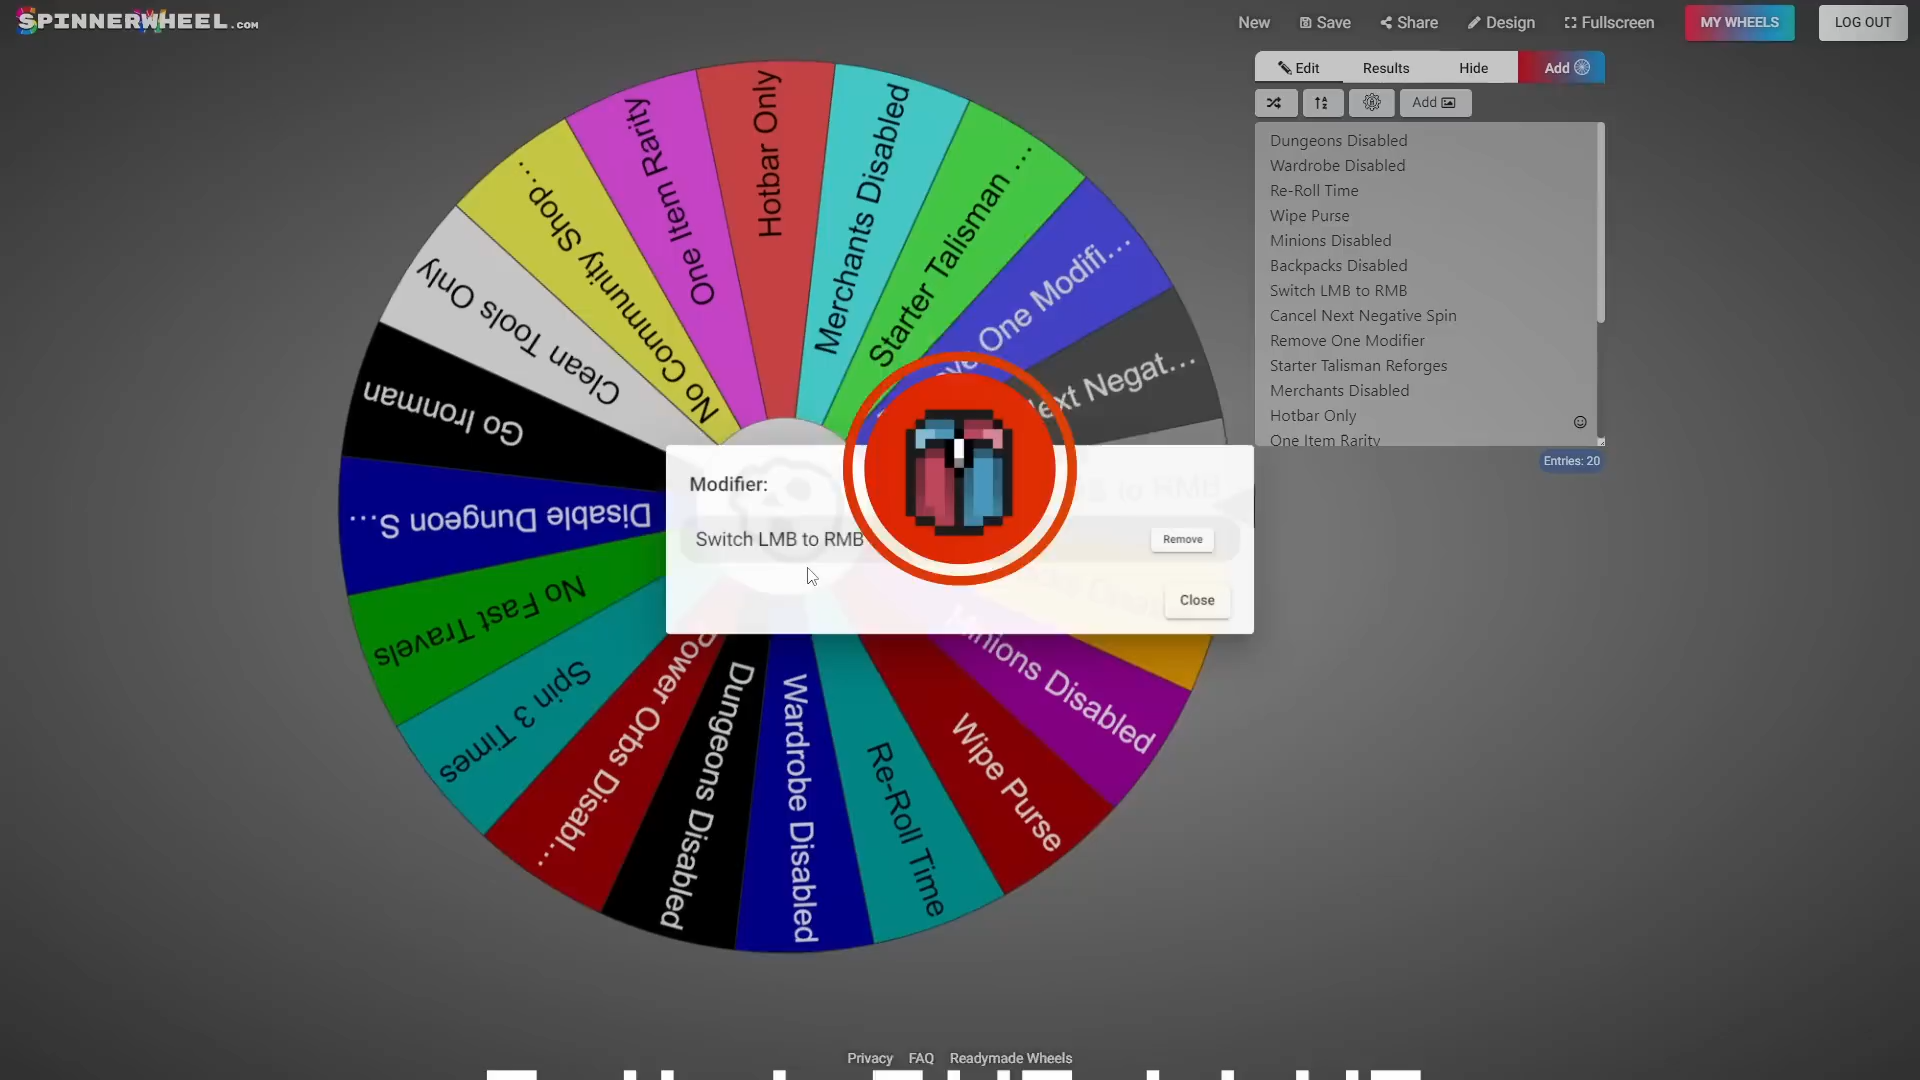 SPINNERWHEEL.COM
New
Save
Share
Design
Fullscreen
MY WHEELS
LOG OUT
Edit
Results
Hide
Add
Add
Dungeons Disabled
Wardrobe Disabled
Re-Roll Time
Wipe Purse
Minions Disabled
Backpacks Disabled
Switch LMB to RMB
Cancel Next Negative Spin
Remove One Modifier
Starter Talisman Reforges
Merchants Disabled
Hotbar Only
One Item Rarity
Entries: 20
Hotbar Only
Merchants Disabled
Starter Talisman ...
One Modifi...
ext Negat...
Minions Disabled
Wipe Purse
Re-Roll Time
Wardrobe Disabled
Dungeons Disabled
Power Orbs Disabl...
Spin 3 Times
No Fast Travels
Disable Dungeon S...
Go Ironman
Clean Tools Only
No Community Shop...
One Item Rarity
Modifier:
Switch LMB to RMB
Remove
Close
Privacy
FAQ
Readymade Wheels